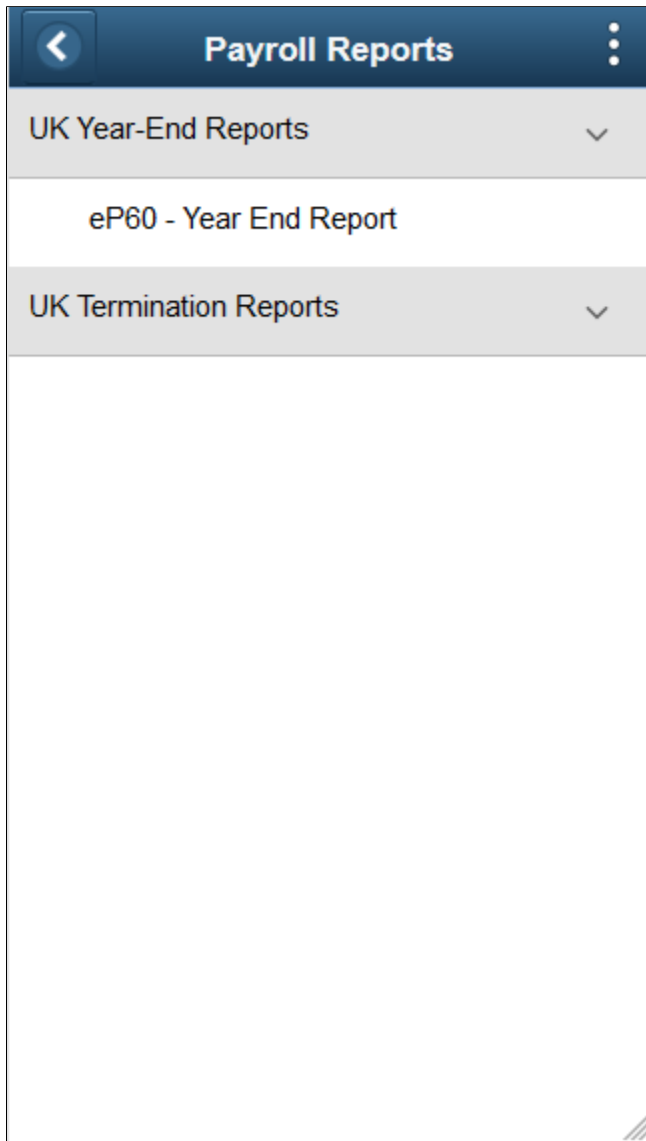 Payroll Reports
UK Year-End Reports
eP60 - Year End Report
UK Termination Reports